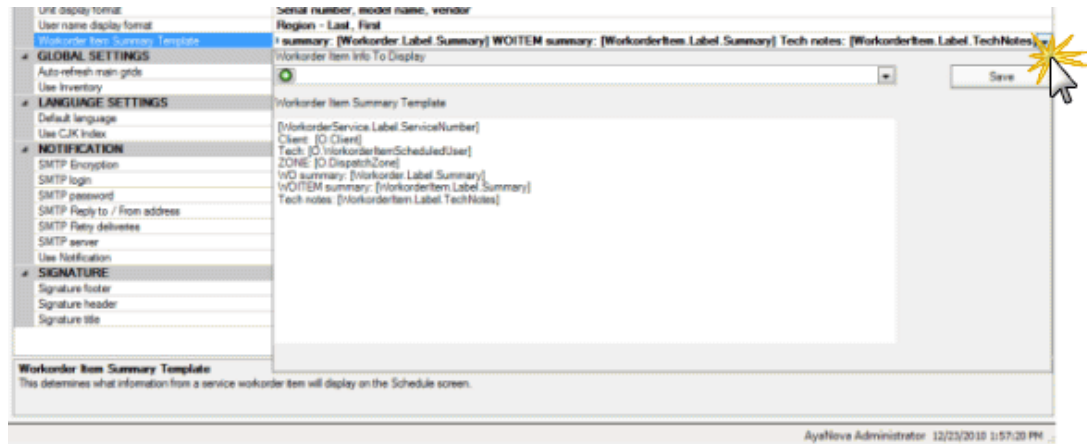 Unit display format Serial number, model name, vendor
User name display format Region - Last, First
Workorder Item Summary Template summary: [Workorder.Label.Summary] WOITEM summary: [WorkorderItem.Label.Summary] Tech notes: [WorkorderItem.Label.TechNotes]
GLOBAL SETTINGS Workorder Item Info To Display
Auto-refresh main grids Save
Use Inventory
LANGUAGE SETTINGS Workorder Item Summary Template
Default language
Use CJK Index
NOTIFICATION
SMTP Encryption
SMTP login
SMTP password
SMTP Reply to / From address
SMTP Retry deliveries
SMTP server
Use Notification
SIGNATURE
Signature footer
Signature header
Signature title
[WorkorderService.Label.ServiceNumber]
Client: [O.Client]
Tech: [O.WorkorderItemScheduledUser]
ZONE: [O.DispatchZone]
WO summary: [Workorder.Label.Summary]
WOITEM summary: [WorkorderItem.Label.Summary]
Tech notes: [WorkorderItem.Label.TechNotes]
Workorder Item Summary Template
This determines what information from a service workorder item will display on the Schedule screen.
AyaNova Administrator 12/23/2010 1:57:28 PM